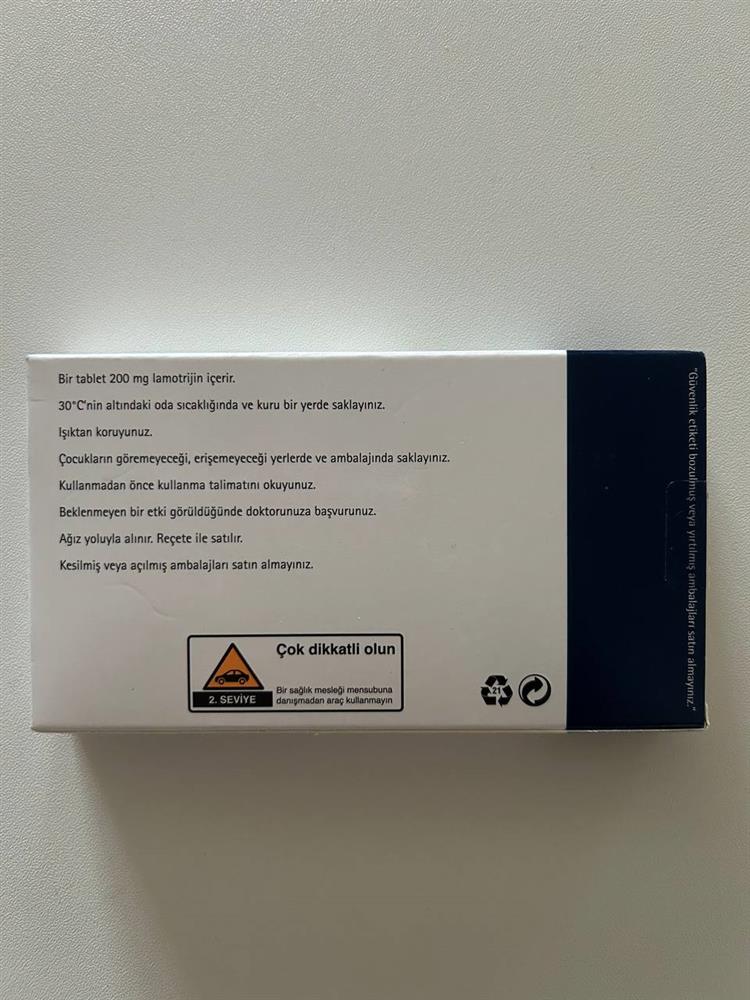 Bir tablet 200 mg lamotrijin içerir.
30°C'nin altındaki oda sıcaklığında ve kuru bir yerde saklayınız.
Işıktan koruyunuz.
Çocukların göremeyeceği, erişemeyeceği yerlerde ve ambalajında saklayınız.
Kullanmadan önce kullanma talimatını okuyunuz.
Beklenmeyen bir etki görüldüğünde doktorunuza başvurunuz.
Ağız yoluyla alınır. Reçete ile satılır.
Kesilmiş veya açılmış ambalajları satın almayınız.
Çok dikkatli olun
2. SEVİYE
Bir sağlık mesleği mensubuna
danışmadan araç kullanmayın
21
"Güvenlik etiketi bozulmuş veya yırtılmış ambalajları satın almayınız."